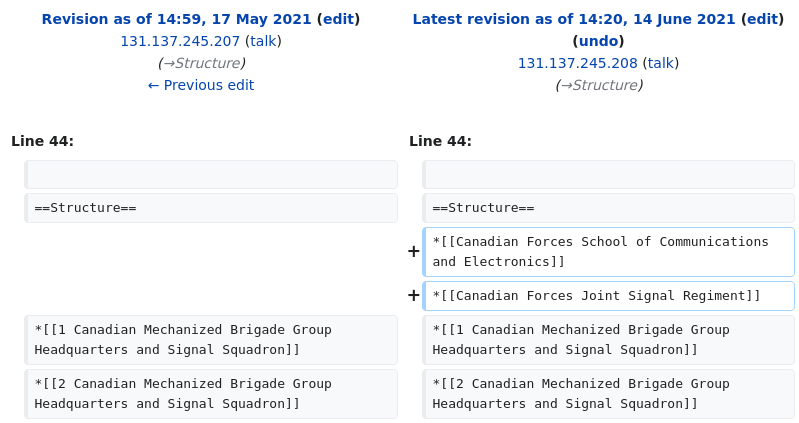 Revision as of 14:59, 17 May 2021 (edit)
131.137.245.207 (talk)
(→Structure)
← Previous edit
Latest revision as of 14:20, 14 June 2021 (edit)
(undo)
131.137.245.208 (talk)
(→Structure)
Line 44:
Line 44:
==Structure==
==Structure==
+
*[[Canadian Forces School of Communications
and Electronics]]
+
*[[Canadian Forces Joint Signal Regiment]]
*[[1 Canadian Mechanized Brigade Group
Headquarters and Signal Squadron]]
*[[1 Canadian Mechanized Brigade Group
Headquarters and Signal Squadron]]
*[[2 Canadian Mechanized Brigade Group
Headquarters and Signal Squadron]]
*[[2 Canadian Mechanized Brigade Group
Headquarters and Signal Squadron]]